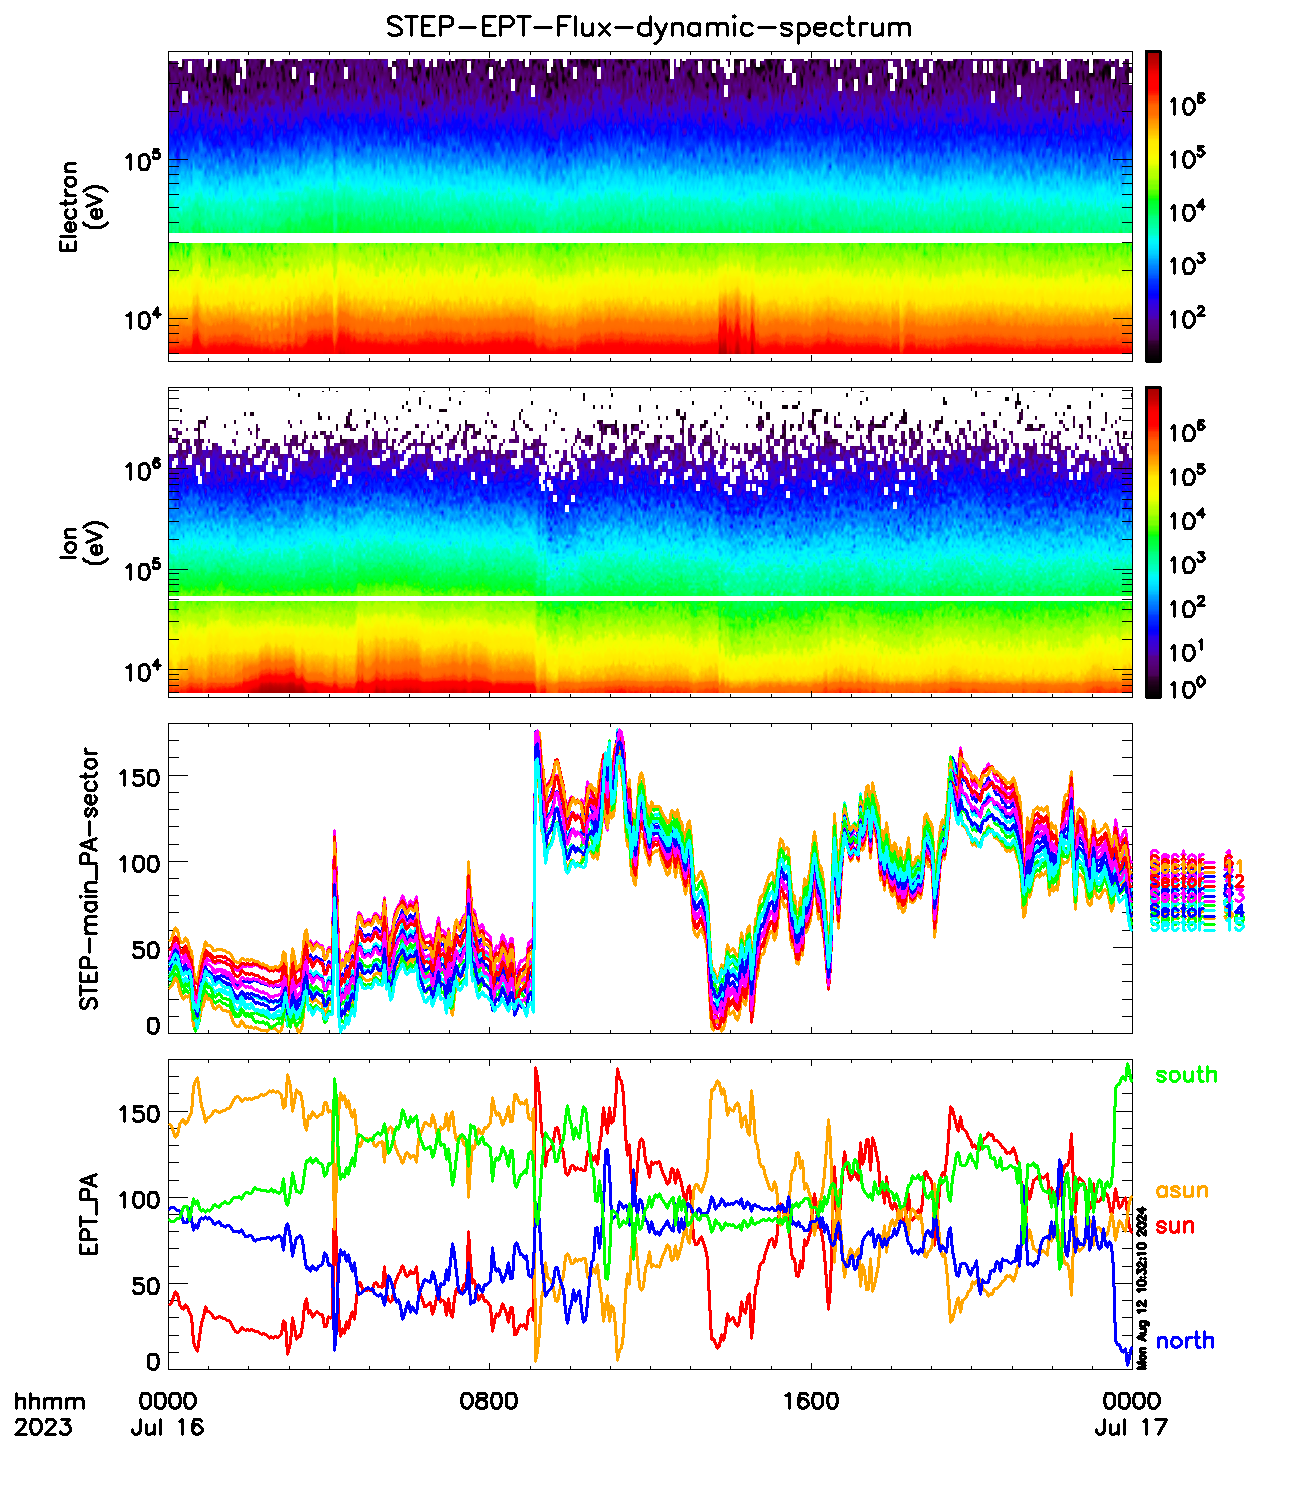 STEP-EPT-Flux-dynamic-spectrum
Electron
(eV)
10^5
10^4
10^6
10^5
10^4
10^3
10^2
Ion
(eV)
10^6
10^5
10^4
10^6
10^5
10^4
10^3
10^2
10^1
10^0
STEP-main_PA-sector
150
100
50
0
Sector_ 12
Sector_ 14
EPT_PA
150
100
50
0
south
asun
sun
north
Mon Aug 12 10:32:10 2024
hhmm
2023
0000
Jul 16
0800
1600
0000
Jul 17